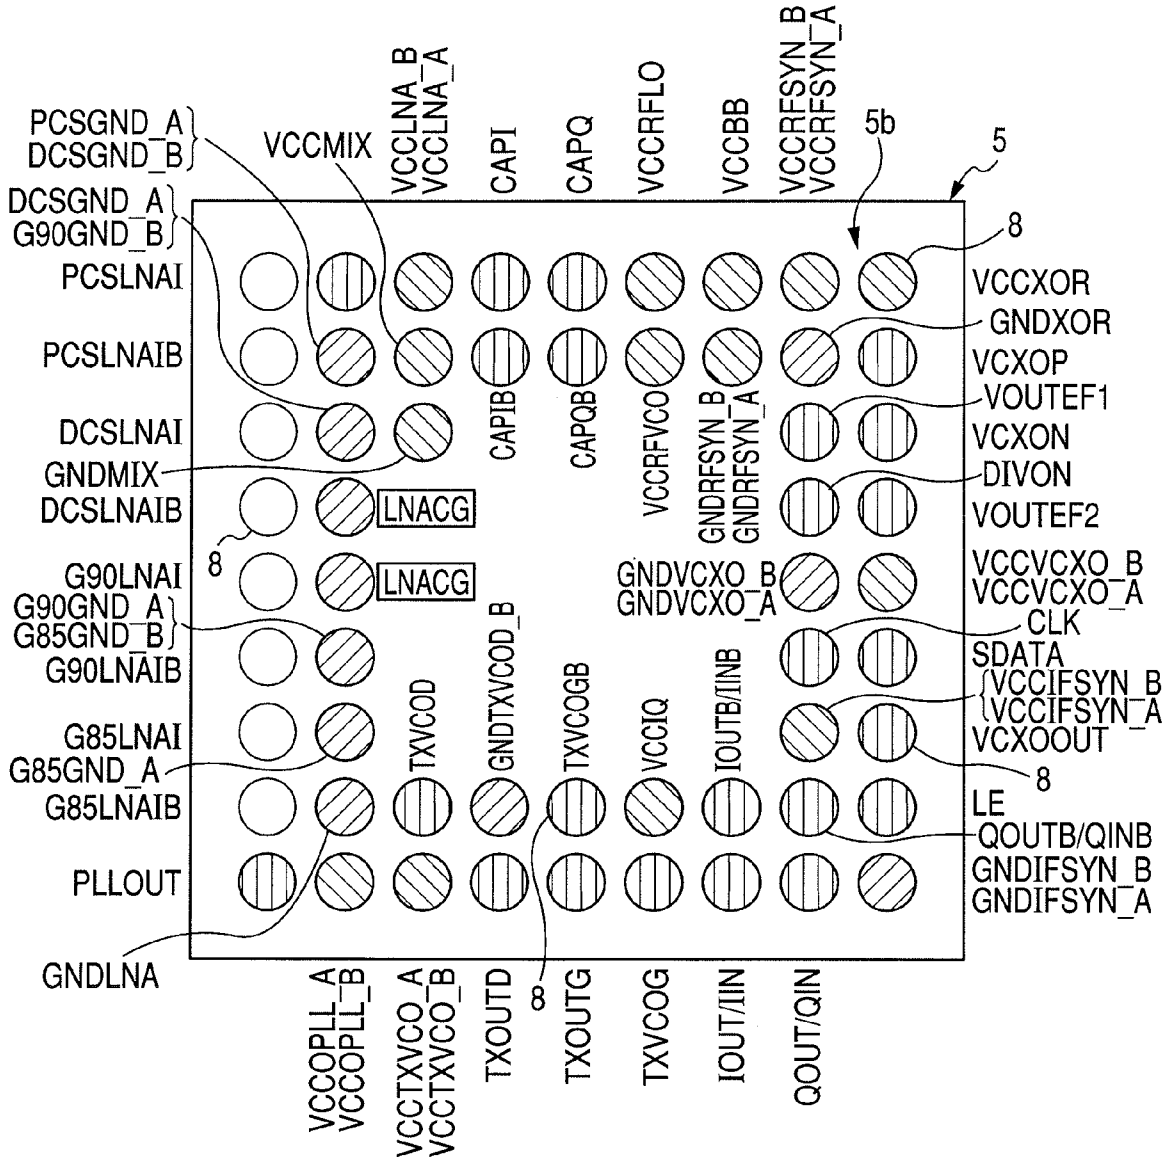 VCCLNA_B
VCCLNA_A
CAPI
CAPQ
VCCRFLO
VCCBB
VCCRFSYN_B
VCCRFSYN_A
5b
5
PCSGND_A
DCSGND_B
VCCMIX
DCSGND_A
G90GND_B
8
PCSLNAI
VCCXOR
GNDXOR
PCSLNAIB
VCXOP
VOUTEF1
CAPIB
CAPQB
VCCRFVCO
GNDRFSYN_B
GNDRFSYN_A
DCSLNAI
VCXON
GNDMIX
DIVON
DCSLNAIB
LNACG
VOUTEF2
8
G90LNAI
LNACG
GNDVCXO_B
GNDVCXO_A
VCCVCXO_B
VCCVCXO_A
G90GND_A
G85GND_B
CLK
G90LNAIB
SDATA
TXVCOD
GNDTXVCOD_B
TXVCOGB
VCCIQ
IOUTB/IINB
VCCIFSYN_B
VCCIFSYN_A
G85LNAI
VCXOOUT
G85GND_A
8
G85LNAIB
LE
QOUTB/QINB
PLLOUT
GNDIFSYN_B
GNDIFSYN_A
GNDLNA
8
VCCOPLL_A
VCCOPLL_B
VCCTXVCO_A
VCCTXVCO_B
TXOUTD
TXOUTG
TXVCOG
IOUT/IIN
QOUT/QIN